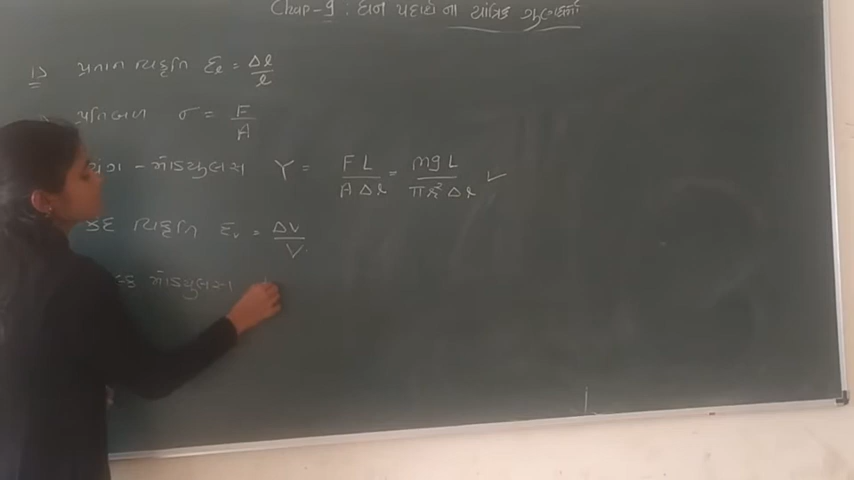 Chap-9 : ઘન પદાર્થ ના યાંત્રિક ગુણધર્મો
1> પ્રતાન વિકૃતિ εℓ = Δℓ/ℓ
પ્રતિબળ σ = F/A
યંગ - મોડ્યુલસ Y = FL/AΔℓ = mgL/πr²Δℓ ✓
કદ વિકૃતિ εv = ΔV/V
મોડ્યુલસ